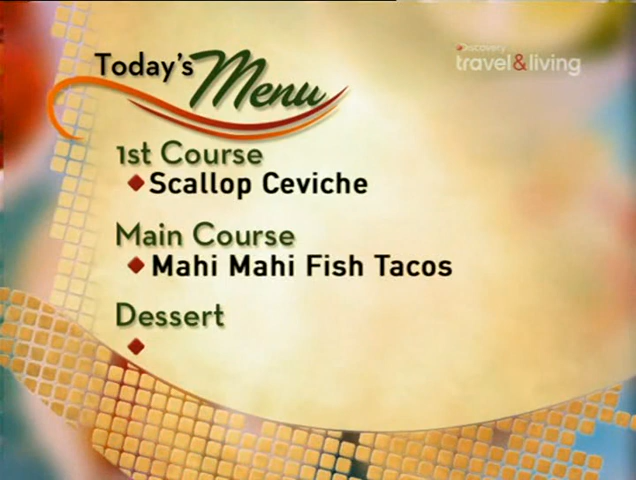 Today's Menu
Discovery
travel&living
1st Course
Scallop Ceviche
Main Course
Mahi Mahi Fish Tacos
Dessert